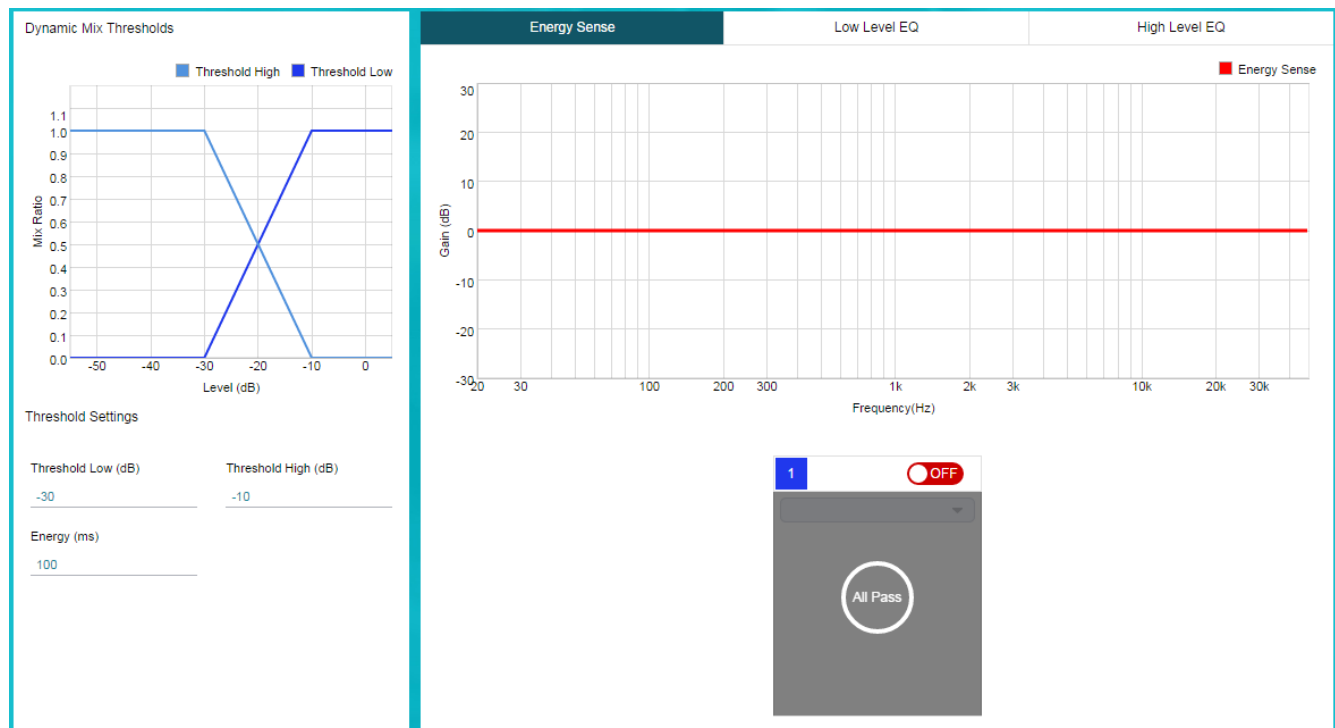 Dynamic Mix Thresholds
Threshold High Threshold Low
1.1
1.0
0.9
0.8
0.7
0.6
0.5
0.4
0.3
0.2
0.1
0.0
Mix Ratio
-50 -40 -30 -20 -10 0
Level (dB)
Threshold Settings
Threshold Low (dB) Threshold High (dB)
-30 -10
Energy (ms)
100
Energy Sense Low Level EQ High Level EQ
Energy Sense
30
20
10
0
-10
-20
-30
Gain (dB)
20 30 100 200 300 1k 2k 3k 10k 20k 30k
Frequency(Hz)
1 OFF
All Pass